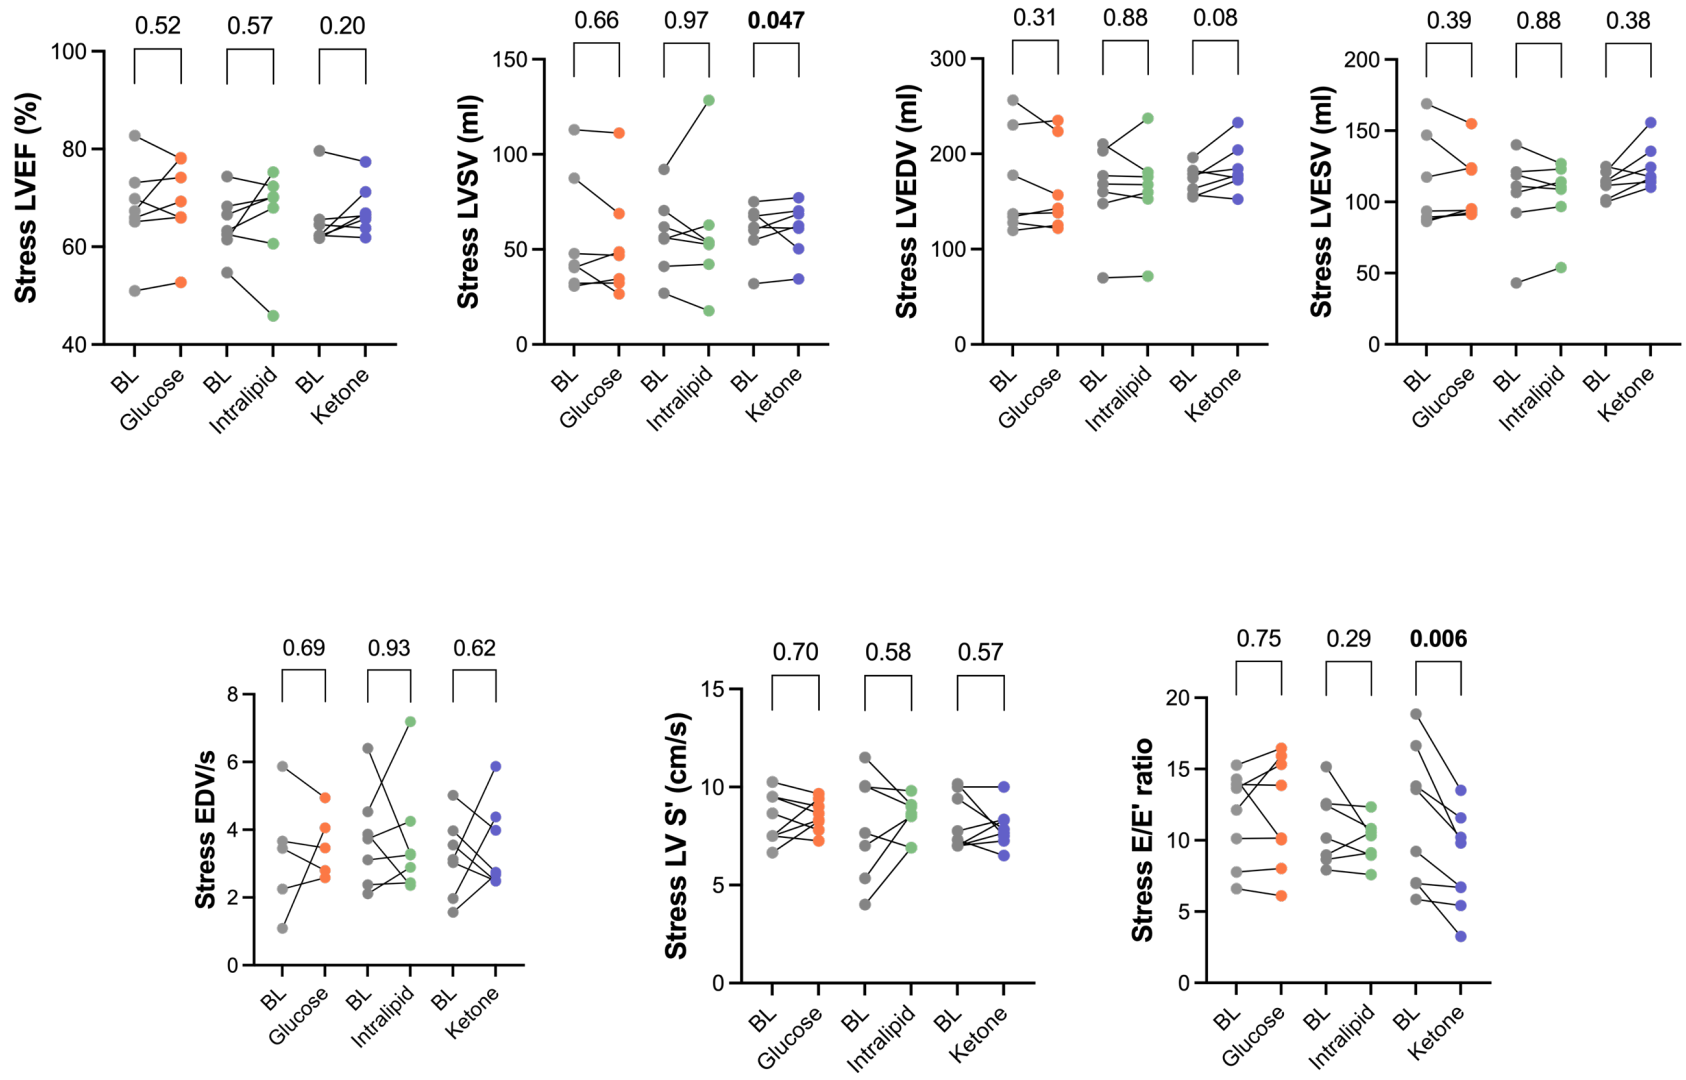 0.52 0.57 0.20
100
80
60
40
Stress LVEF (%)
BL Glucose BL Intralipid BL Ketone
0.66 0.97 0.047
150
100
50
0
Stress LVSV (ml)
BL Glucose BL Intralipid BL Ketone
0.31 0.88 0.08
300
200
100
0
Stress LVEDV (ml)
BL Glucose BL Intralipid BL Ketone
0.39 0.88 0.38
200
150
100
50
0
Stress LVESV (ml)
BL Glucose BL Intralipid BL Ketone
0.69 0.93 0.62
8
6
4
2
0
Stress EDV/s
BL Glucose BL Intralipid BL Ketone
0.70 0.58 0.57
15
10
5
0
Stress LV S' (cm/s)
BL Glucose BL Intralipid BL Ketone
0.75 0.29 0.006
20
15
10
5
0
Stress E/E' ratio
BL Glucose BL Intralipid BL Ketone